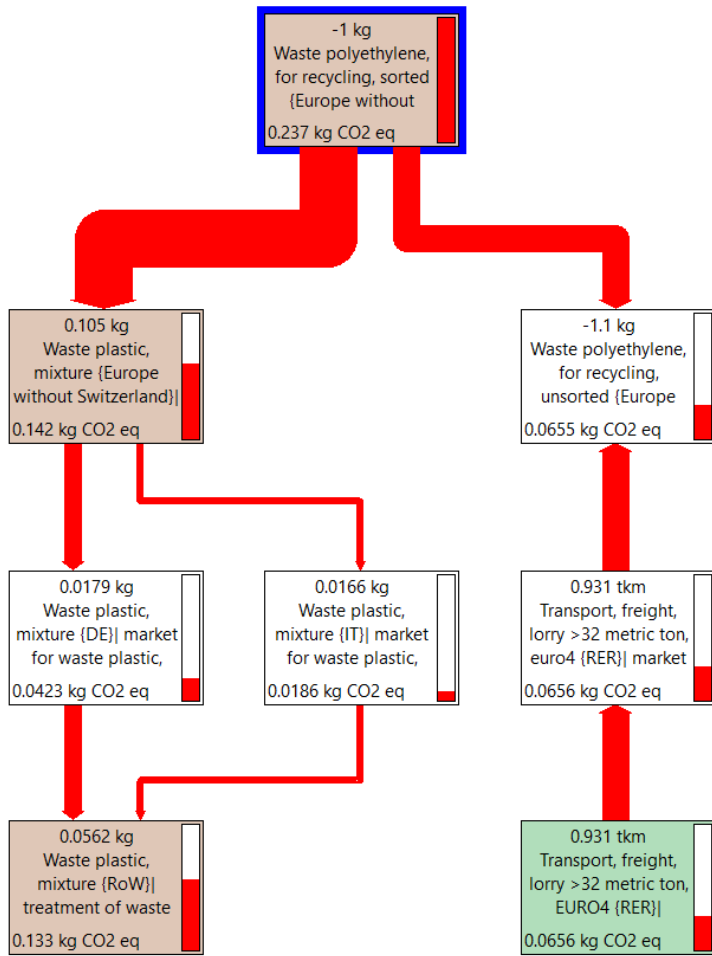 -1 kg
Waste polyethylene,
for recycling, sorted
{Europe without
0.237 kg CO2 eq
0.105 kg
Waste plastic,
mixture {Europe
without Switzerland}|
0.142 kg CO2 eq
-1.1 kg
Waste polyethylene,
for recycling,
unsorted {Europe
0.0655 kg CO2 eq
0.0179 kg
Waste plastic,
mixture {DE}| market
for waste plastic,
0.0423 kg CO2 eq
0.0166 kg
Waste plastic,
mixture {IT}| market
for waste plastic,
0.0186 kg CO2 eq
0.931 tkm
Transport, freight,
lorry >32 metric ton,
euro4 {RER}| market
0.0656 kg CO2 eq
0.0562 kg
Waste plastic,
mixture {RoW}|
treatment of waste
0.133 kg CO2 eq
0.931 tkm
Transport, freight,
lorry >32 metric ton,
EURO4 {RER}|
0.0656 kg CO2 eq